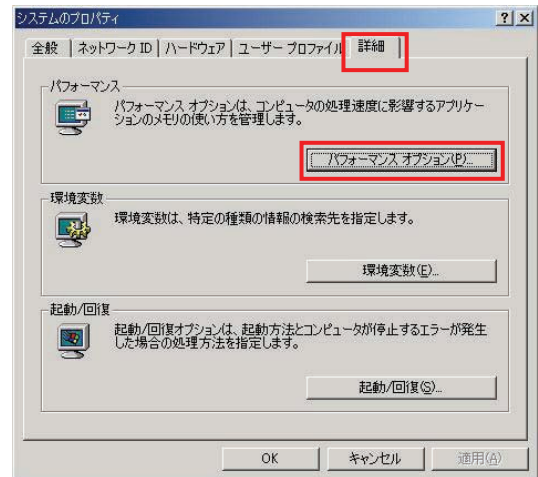 システムのプロパティ
全般 ネットワーク ID ハードウェア ユーザー プロファイル 詳細
パフォーマンス
パフォーマンス オプションは、コンピュータの処理速度に影響するアプリケー
ションのメモリの使い方を管理します。
パフォーマンス オプション(P)...
環境変数
環境変数は、特定の種類の情報の検索先を指定します。
環境変数(E)...
起動/回復
起動/回復オプションは、起動方法とコンピュータが停止するエラーが発生
した場合の処理方法を指定します。
起動/回復(S)...
OK キャンセル 適用(A)